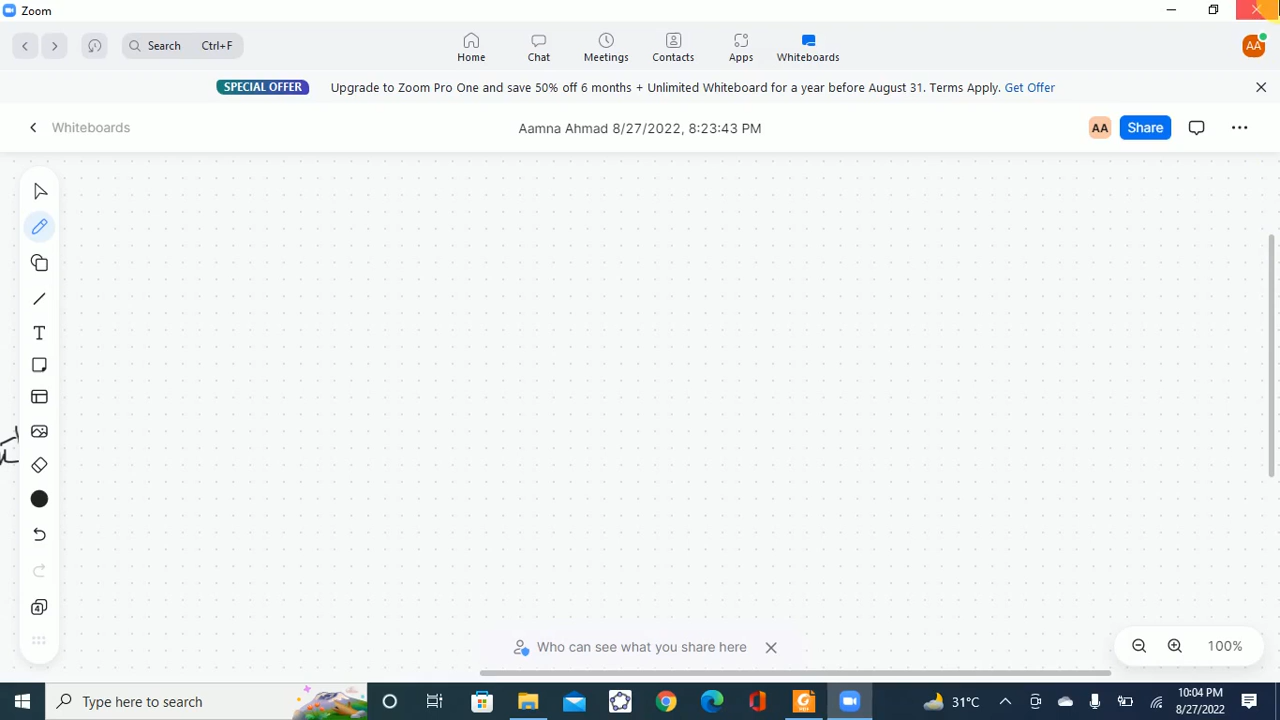 Zoom
Search Ctrl+F
Home Chat Meetings Contacts Apps Whiteboards
AA
SPECIAL OFFER Upgrade to Zoom Pro One and save 50% off 6 months + Unlimited Whiteboard for a year before August 31. Terms Apply. Get Offer
Whiteboards Aamna Ahmad 8/27/2022, 8:23:43 PM AA Share
T
4
Who can see what you share here
100%
Type here to search 31°C 10:04 PM
8/27/2022